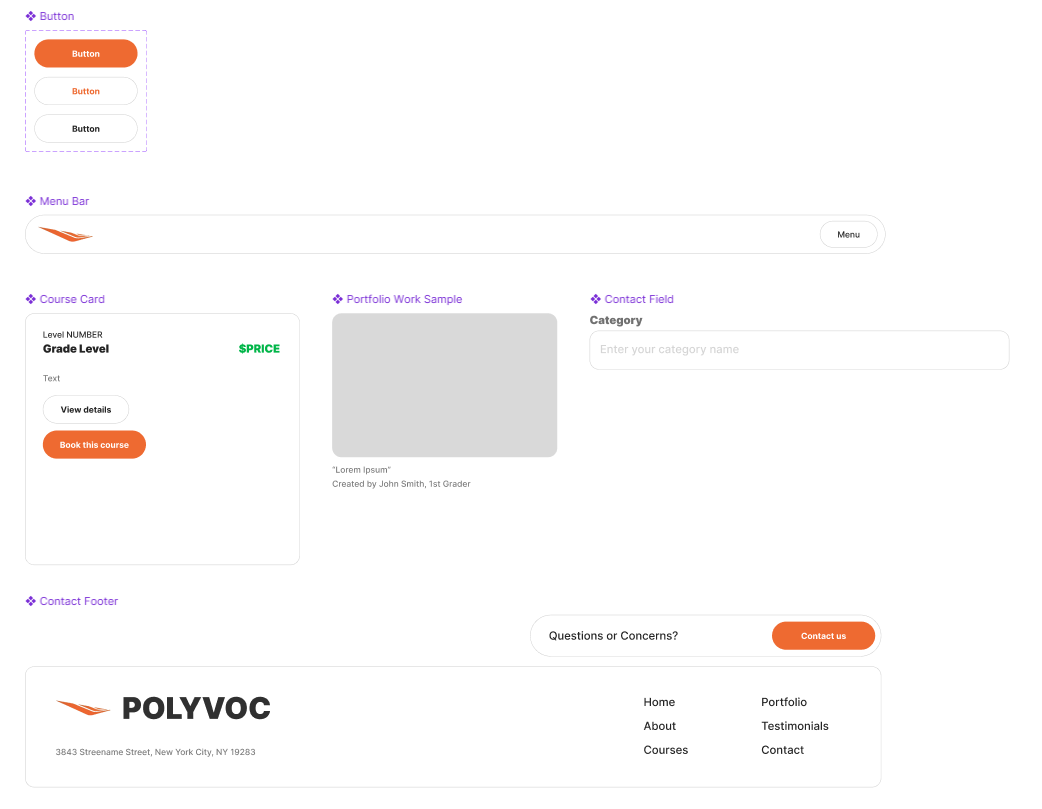 Button
Button
Button
Button
Menu Bar
Menu
Course Card
Level NUMBER
Grade Level
$PRICE
Text
View details
Book this course
Portfolio Work Sample
"Lorem Ipsum"
Created by John Smith, 1st Grader
Contact Field
Category
Enter your category name
Contact Footer
Questions or Concerns?
Contact us
POLYVOC
3843 Streename Street, New York City, NY 19283
Home
About
Courses
Portfolio
Testimonials
Contact